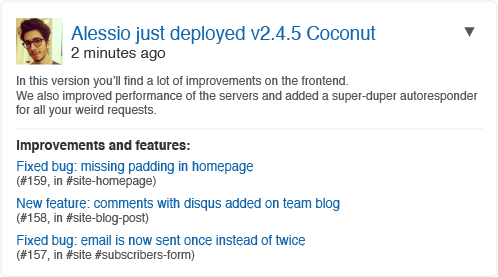 Alessio just deployed v2.4.5 Coconut
2 minutes ago
In this version you'll find a lot of improvements on the frontend.
We also improved performance of the servers and added a super-duper autoresponder
for all your weird requests.
Improvements and features:
Fixed bug: missing padding in homepage
(#159, in #site-homepage)
New feature: comments with disqus added on team blog
(#158, in #site-blog-post)
Fixed bug: email is now sent once instead of twice
(#157, in #site #subscribers-form)